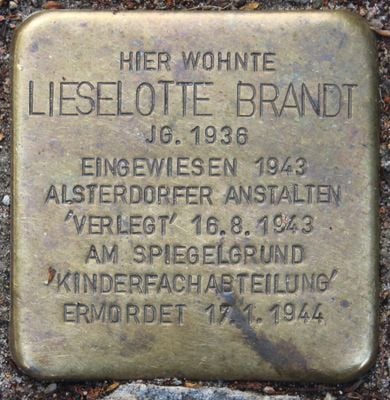 HIER WOHNTE
LIESELOTTE BRANDT
JG. 1936
EINGEWIESEN 1943
ALSTERDORFER ANSTALTEN
'VERLEGT' 16.8.1943
AM SPIEGELGRUND
'KINDERFACHABTEILUNG'
ERMORDET 17.1.1944